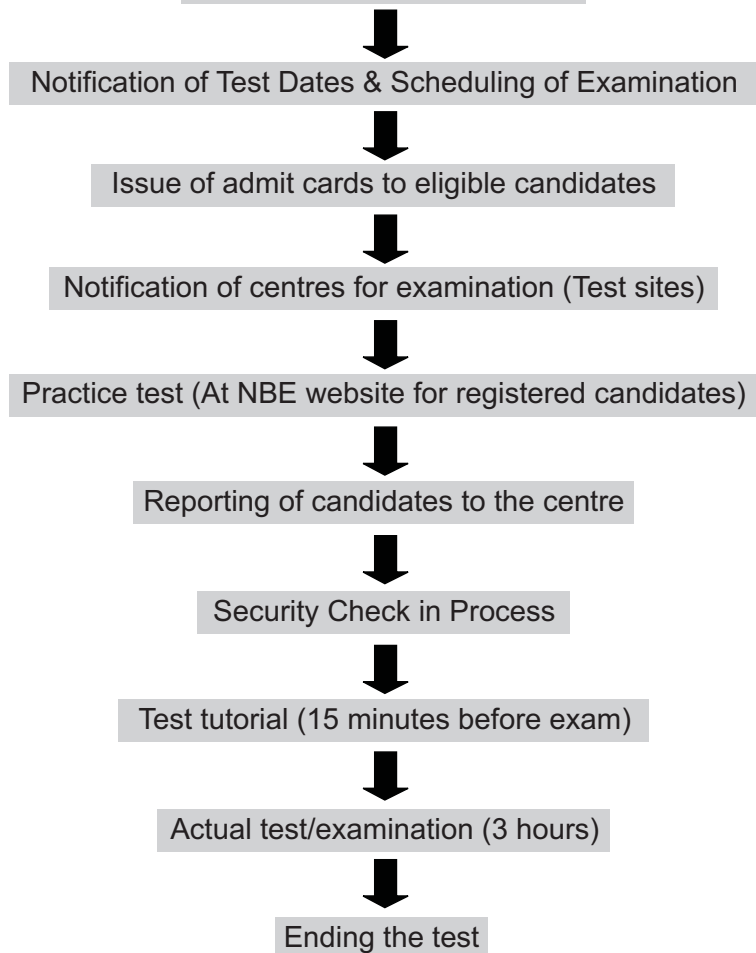 Notification of Test Dates & Scheduling of Examination
Issue of admit cards to eligible candidates
Notification of centres for examination (Test sites)
Practice test (At NBE website for registered candidates)
Reporting of candidates to the centre
Security Check in Process
Test tutorial (15 minutes before exam)
Actual test/examination (3 hours)
Ending the test